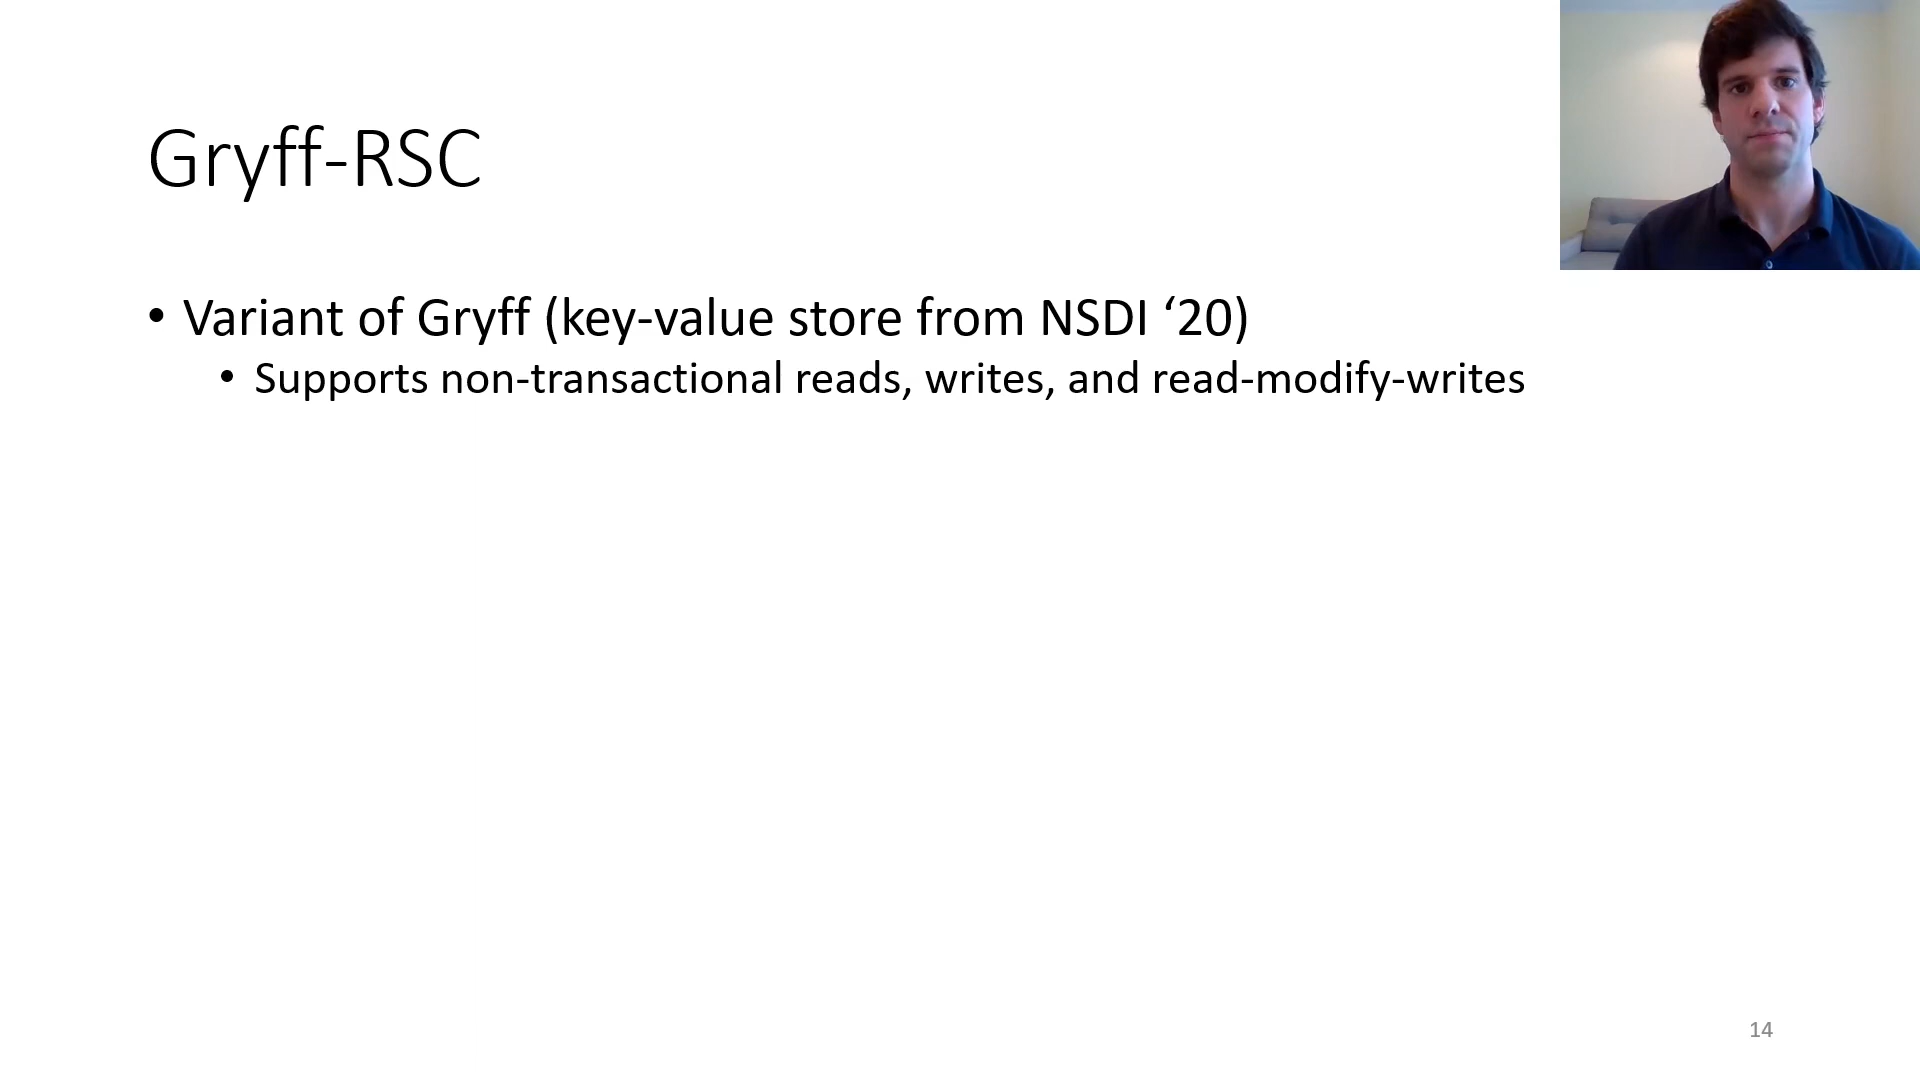 Gryff-RSC
• Variant of Gryff (key-value store from NSDI ‘20)
• Supports non-transactional reads, writes, and read-modify-writes
14